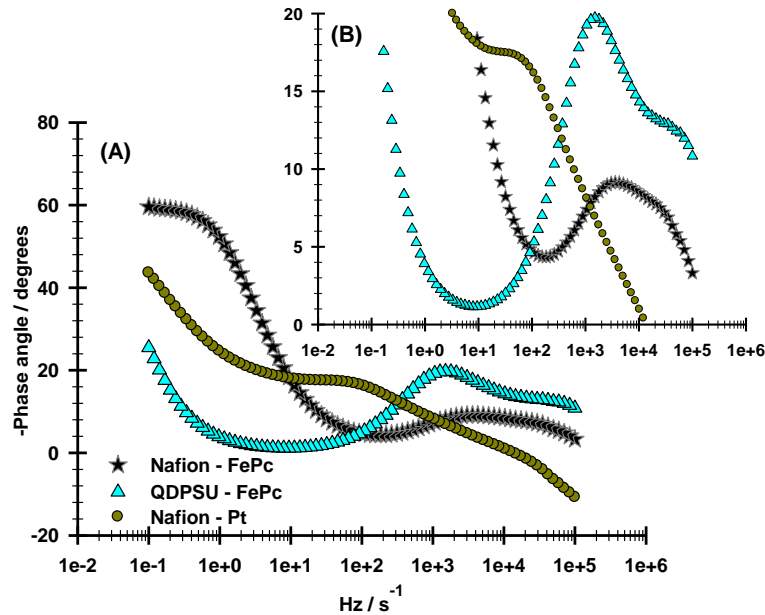 20
(B)
15
10
5
0
1e-2 1e-1 1e+0 1e+1 1e+2 1e+3 1e+4 1e+5 1e+6
80
(A)
60
40
20
0
-20
-Phase angle / degrees
Nafion - FePc
QDPSU - FePc
Nafion - Pt
1e-2 1e-1 1e+0 1e+1 1e+2 1e+3 1e+4 1e+5 1e+6
Hz / s⁻¹